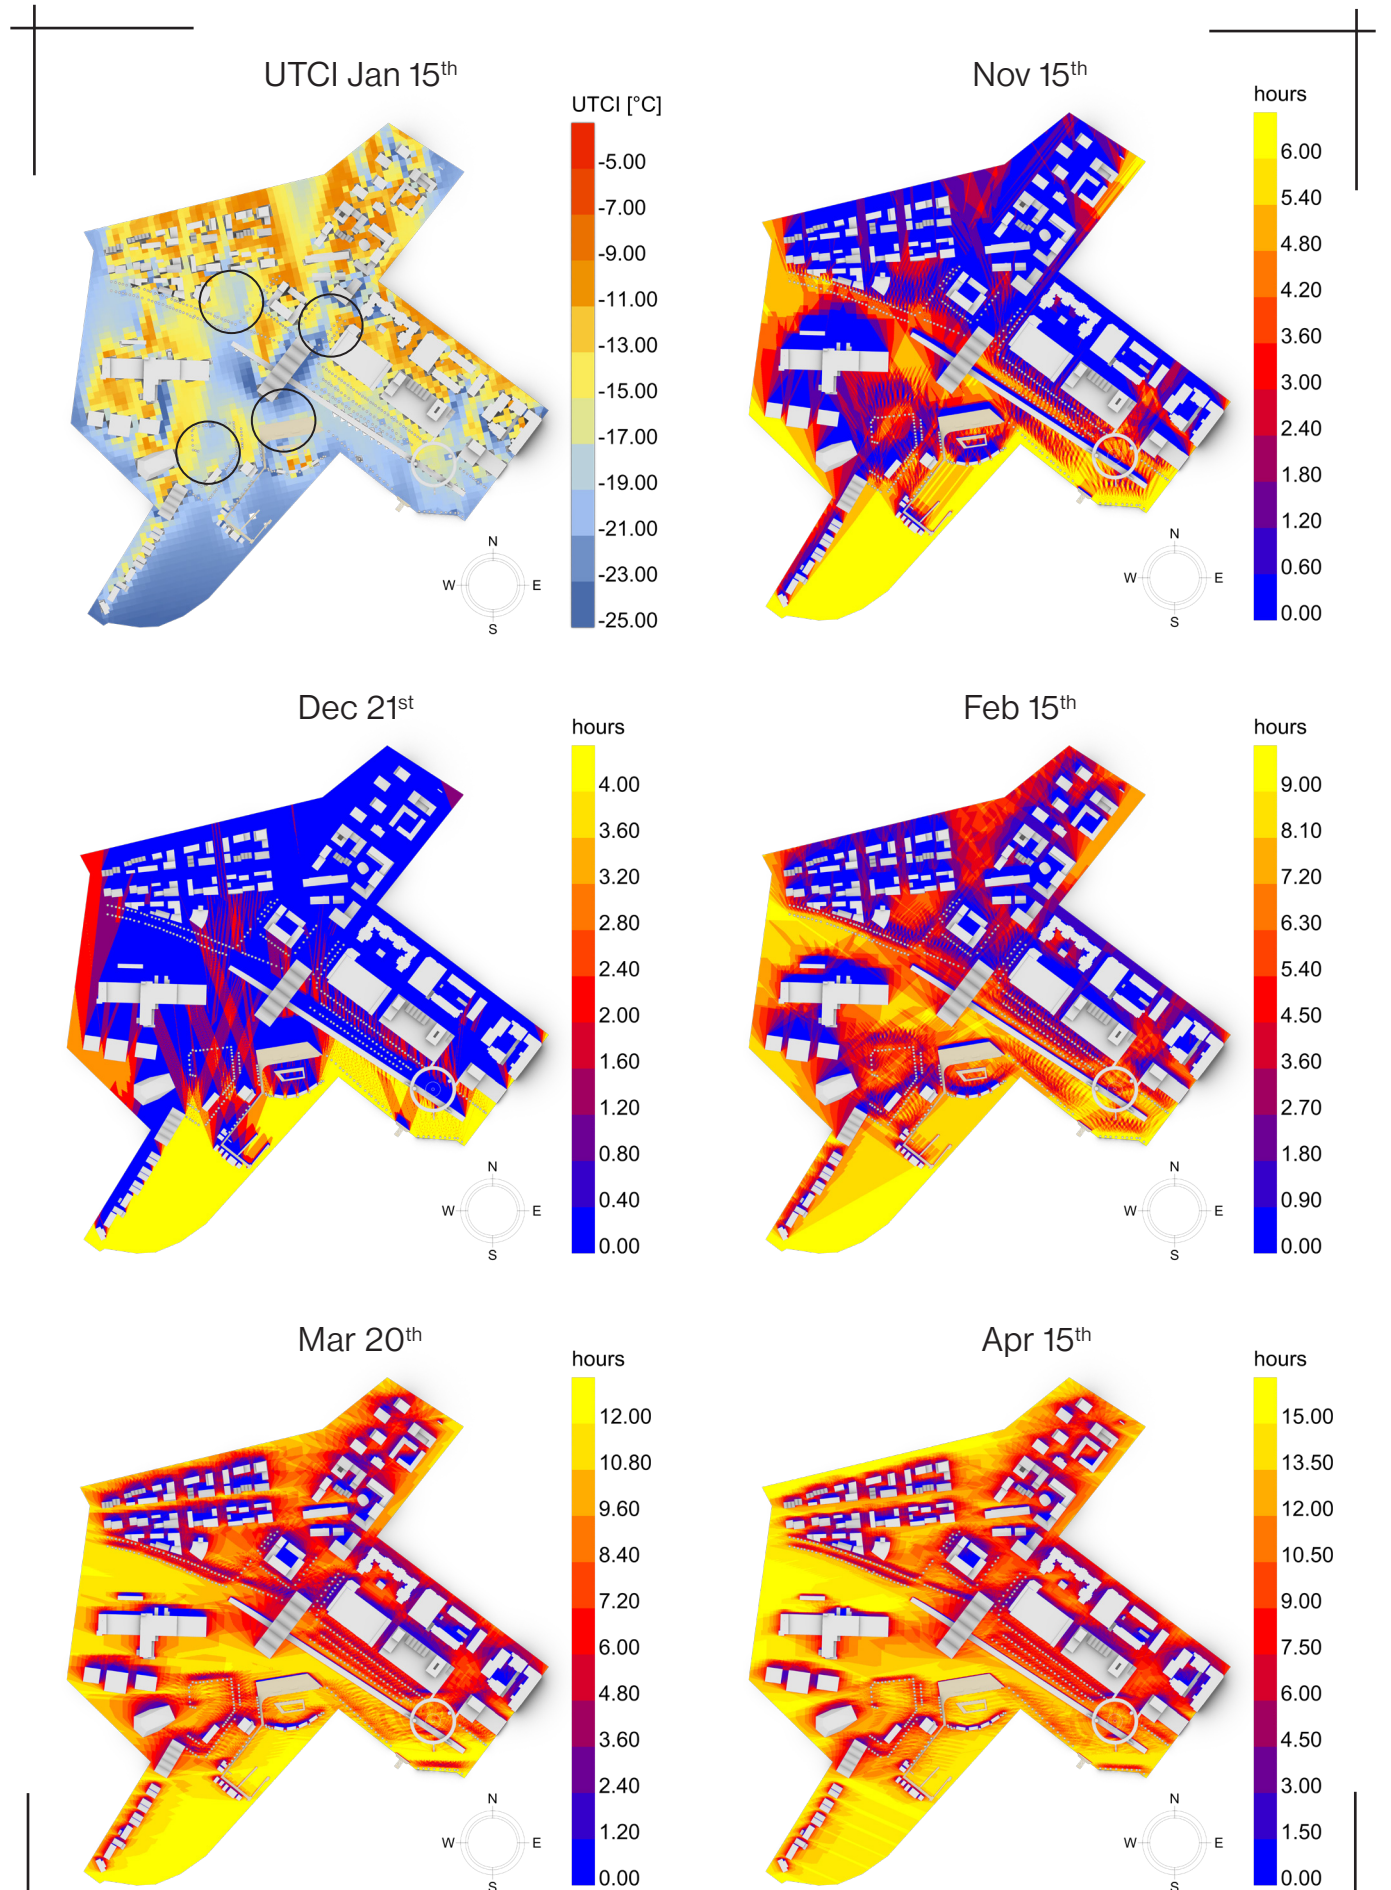 UTCI Jan 15th
UTCI [°C]
-5.00
-7.00
-9.00
-11.00
-13.00
-15.00
-17.00
-19.00
-21.00
-23.00
-25.00
N
W E
S
Nov 15th
hours
6.00
5.40
4.80
4.20
3.60
3.00
2.40
1.80
1.20
0.60
0.00
N
W E
S
Dec 21st
hours
4.00
3.60
3.20
2.80
2.40
2.00
1.60
1.20
0.80
0.40
0.00
N
W E
S
Feb 15th
hours
9.00
8.10
7.20
6.30
5.40
4.50
3.60
2.70
1.80
0.90
0.00
N
W E
S
Mar 20th
hours
12.00
10.80
9.60
8.40
7.20
6.00
4.80
3.60
2.40
1.20
0.00
N
W E
S
Apr 15th
hours
15.00
13.50
12.00
10.50
9.00
7.50
6.00
4.50
3.00
1.50
0.00
N
W E
S